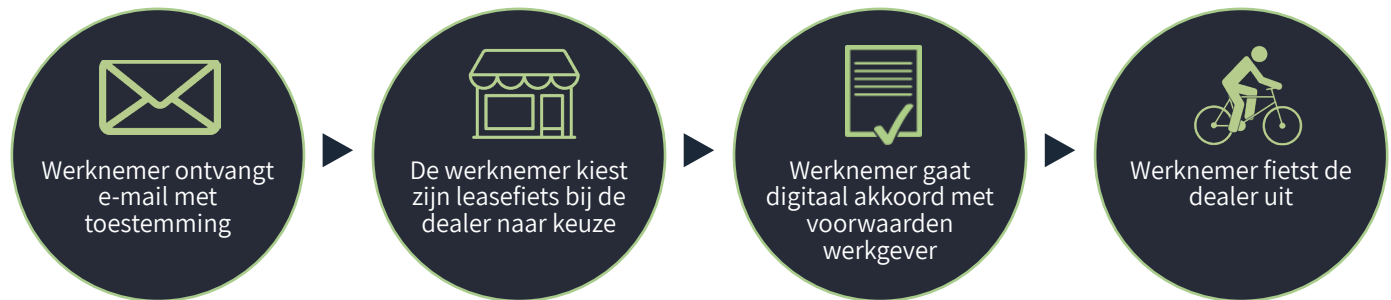 Werknemer ontvangt
e-mail met
toestemming
De werknemer kiest
zijn leasefiets bij de
dealer naar keuze
Werknemer gaat
digitaal akkoord met
voorwaarden
werkgever
Werknemer fietst de
dealer uit